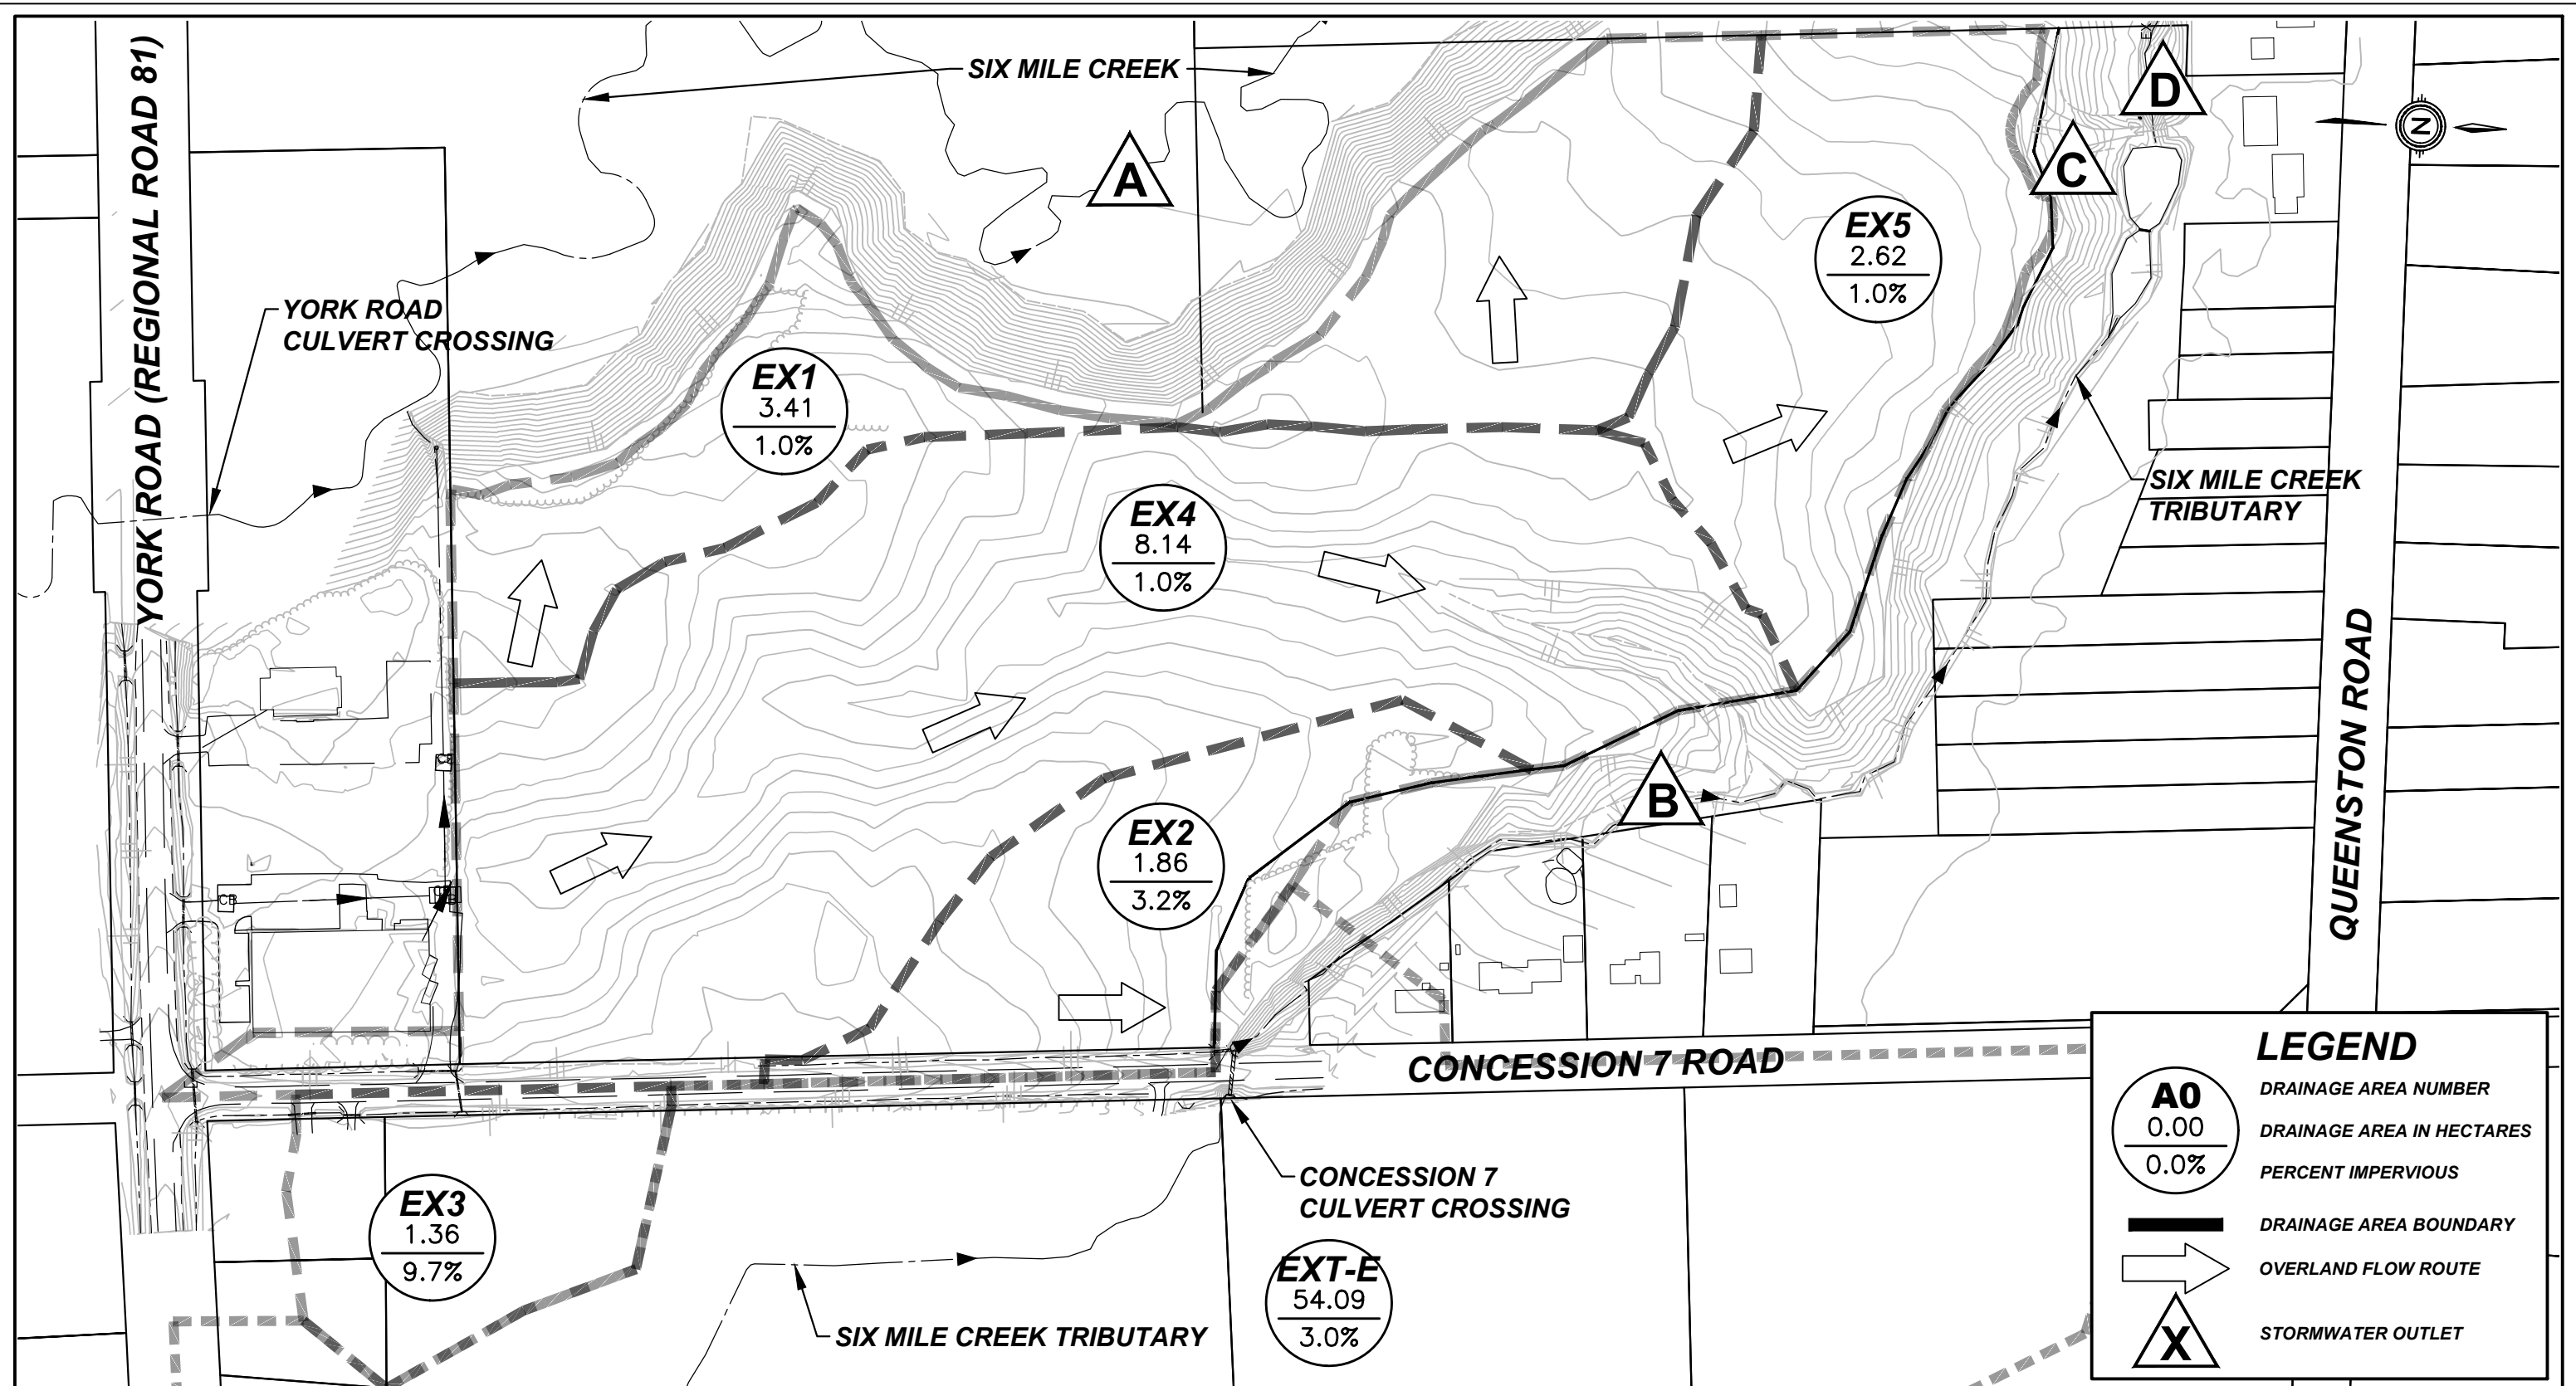 YORK ROAD (REGIONAL ROAD 81)
SIX MILE CREEK
A
D
C
N
YORK ROAD
CULVERT CROSSING
EX5
2.62
1.0%
EX1
3.41
1.0%
EX4
8.14
1.0%
SIX MILE CREEK
TRIBUTARY
QUEENSTON ROAD
B
EX2
1.86
3.2%
CB
CONCESSION 7 ROAD
CONCESSION 7
CULVERT CROSSING
EX3
1.36
9.7%
EXT-E
54.09
3.0%
SIX MILE CREEK TRIBUTARY
LEGEND
A0
0.00
0.0%
DRAINAGE AREA NUMBER
DRAINAGE AREA IN HECTARES
PERCENT IMPERVIOUS
DRAINAGE AREA BOUNDARY
OVERLAND FLOW ROUTE
X
STORMWATER OUTLET